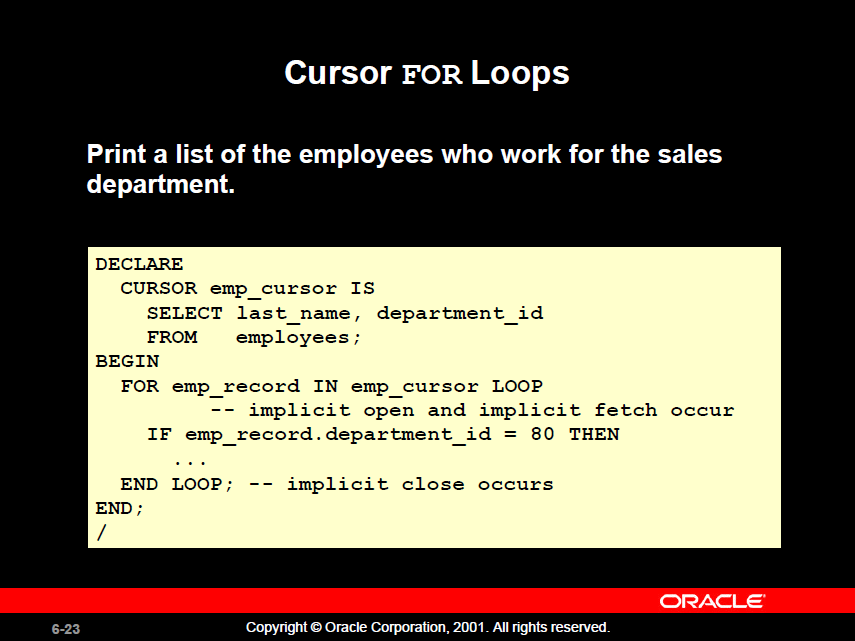 Cursor FOR Loops
Print a list of the employees who work for the sales
department.
DECLARE
  CURSOR emp_cursor IS
    SELECT last_name, department_id
    FROM   employees;
BEGIN
  FOR emp_record IN emp_cursor LOOP
         -- implicit open and implicit fetch occur
    IF emp_record.department_id = 80 THEN
      ...
  END LOOP; -- implicit close occurs
END;
/
ORACLE®
6-23 Copyright © Oracle Corporation, 2001. All rights reserved.